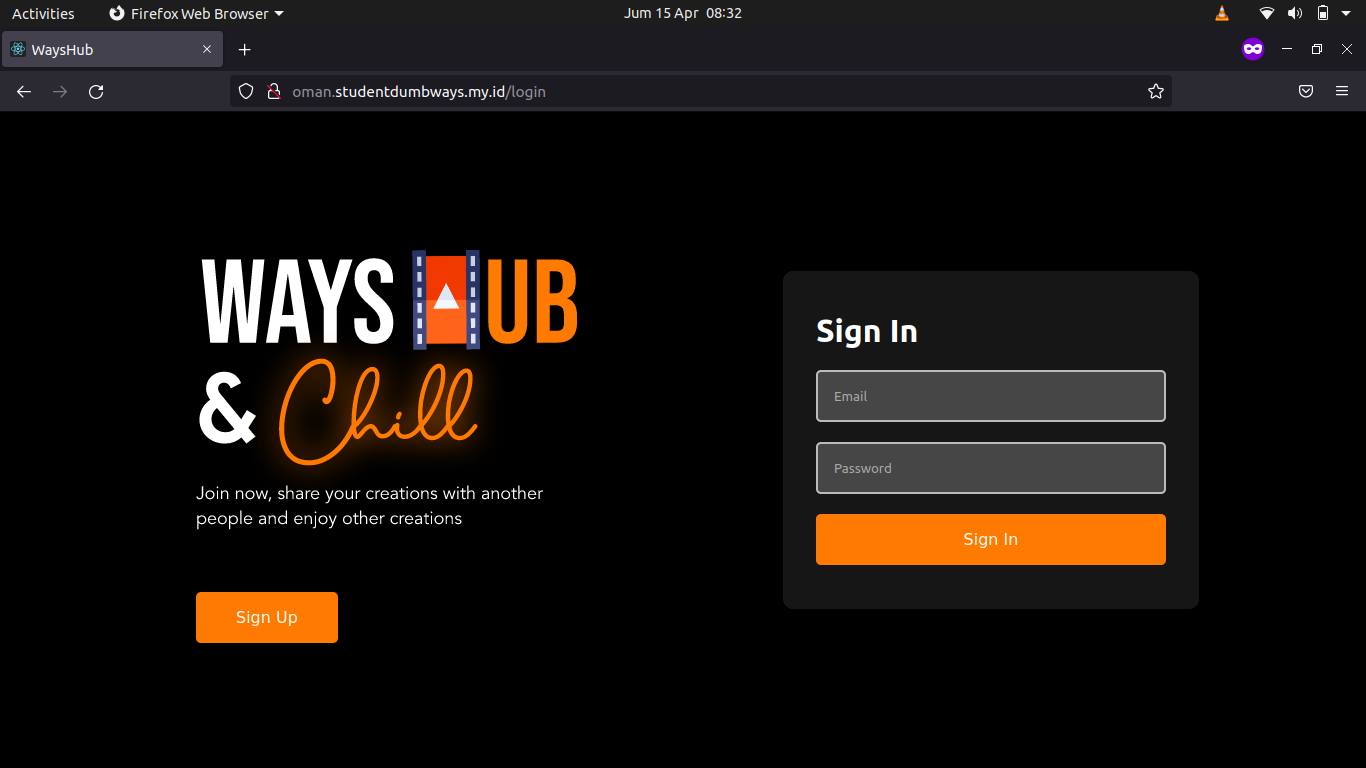 Activities
Firefox Web Browser
Jum 15 Apr 08:32
WaysHub
oman.studentdumbways.my.id/login
WAYS HUB
& Chill
Join now, share your creations with another
people and enjoy other creations
Sign Up
Sign In
Email
Password
Sign In